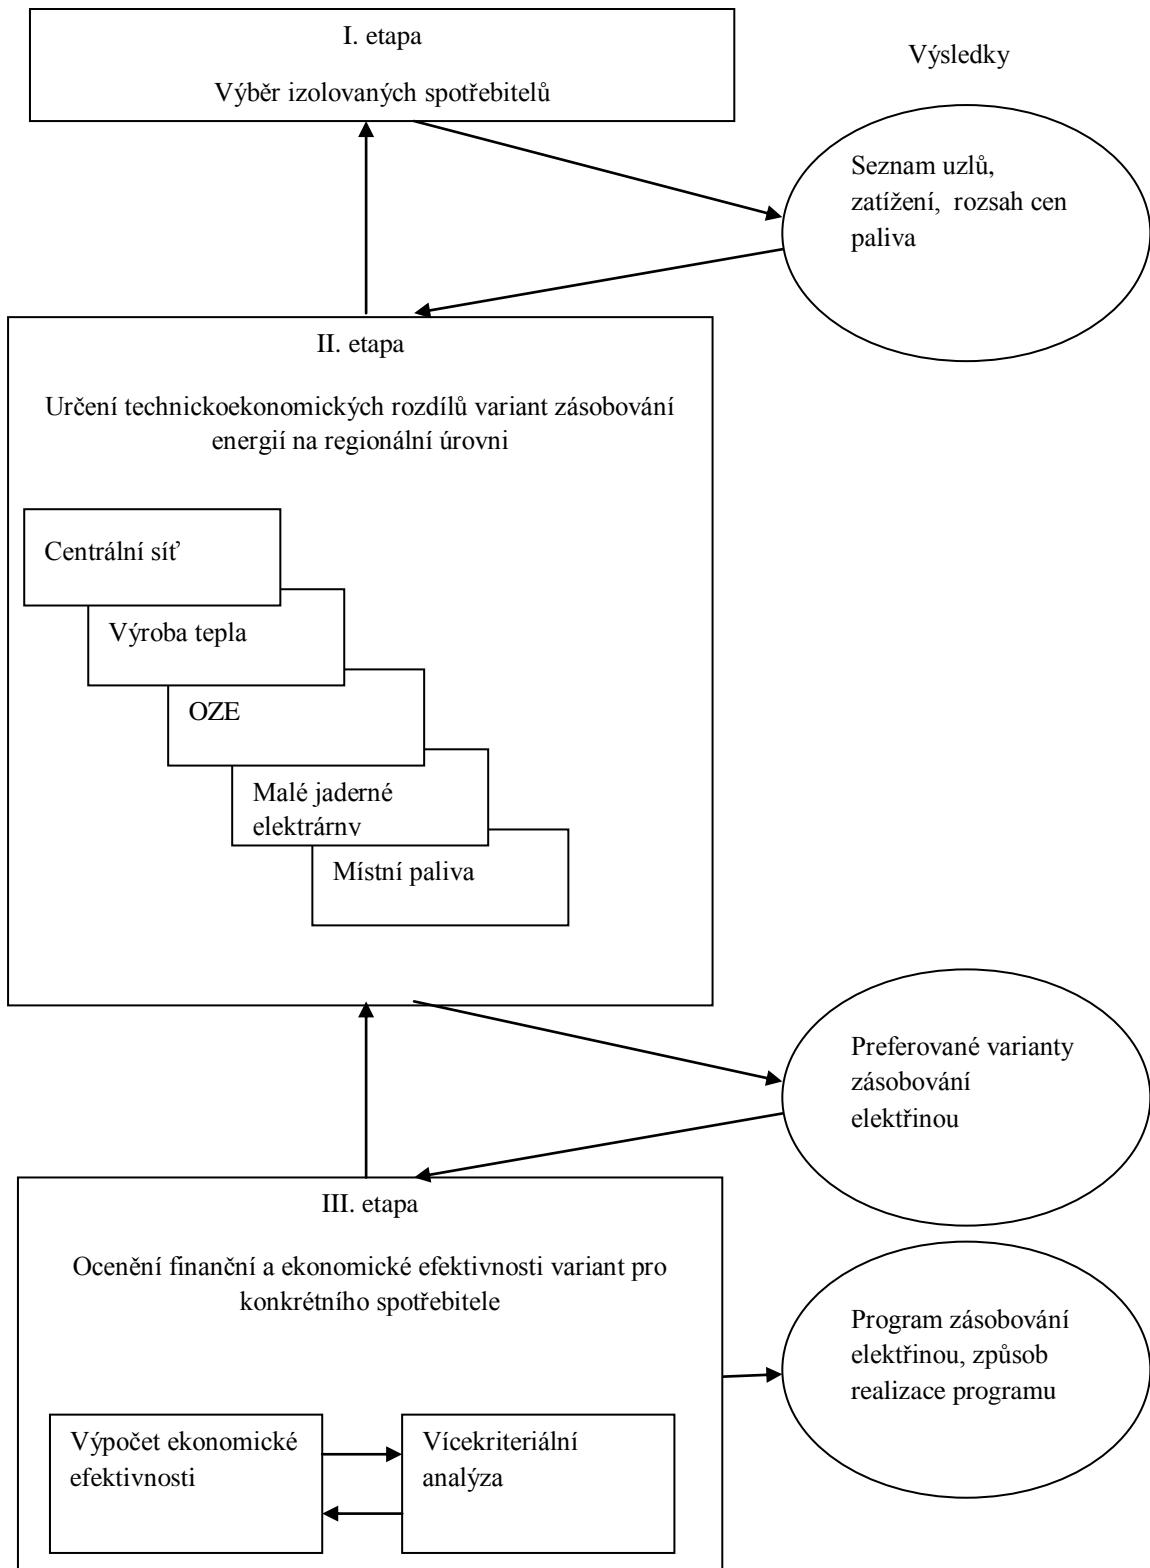 I. etapa
Výběr izolovaných spotřebitelů
Výsledky
Seznam uzlů,
zatížení, rozsah cen
paliva
II. etapa
Určení technickoekonomických rozdílů variant zásobování
energií na regionální úrovni
Centrální síť
Výroba tepla
OZE
Malé jaderné
elektrárny
Místní paliva
Preferované varianty
zásobování
elektřinou
III. etapa
Ocenění finanční a ekonomické efektivnosti variant pro
konkrétního spotřebitele
Program zásobování
elektřinou, způsob
realizace programu
Výpočet ekonomické
efektivnosti
Vícekriteriální
analýza